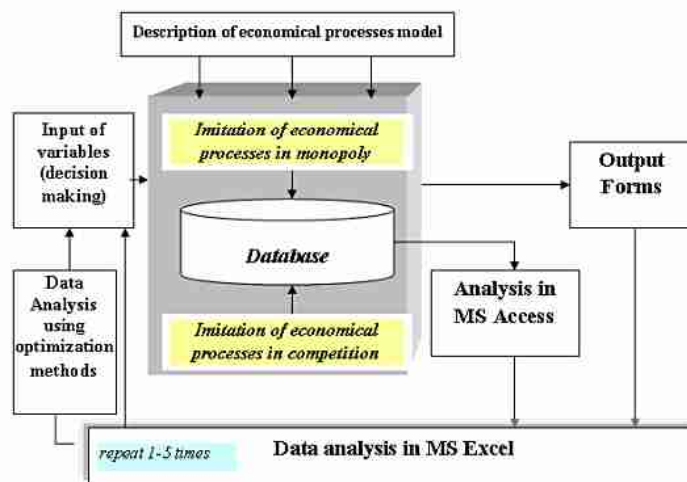 Description of economical processes model
Input of
variables
(decision
making)
Imitation of economical
processes in monopoly
Output
Forms
Database
Data
Analysis
using
optimization
methods
Analysis in
MS Access
Imitation of economical
processes in competition
repeat 1-5 times
Data analysis in MS Excel